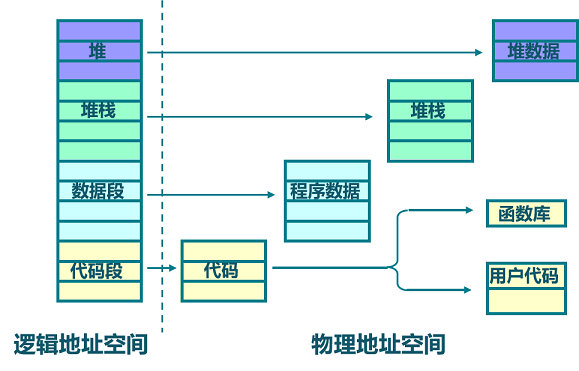 堆
堆数据
堆栈
堆栈
数据段
程序数据
函数库
代码段
代码
用户代码
逻辑地址空间
物理地址空间